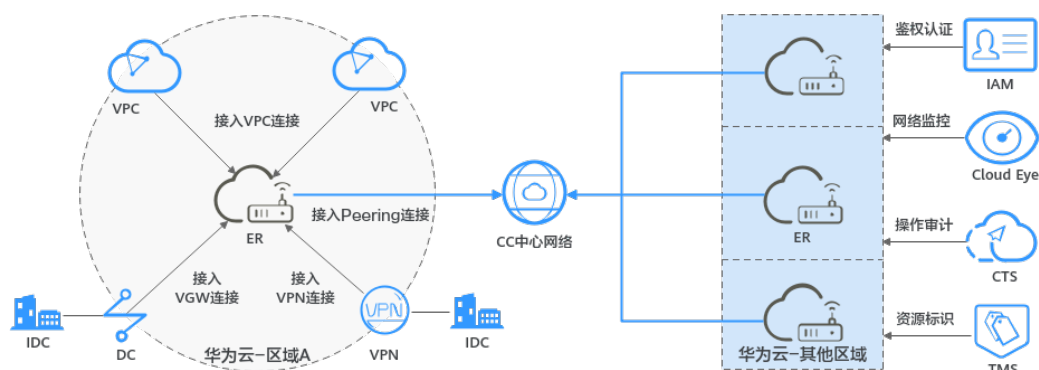 VPC
VPC
接入VPC连接
ER
接入Peering连接
接入
VGW连接
接入
VPN连接
IDC
DC
华为云-区域A
VPN
IDC
CC中心网络
ER
华为云-其他区域
鉴权认证
IAM
网络监控
Cloud Eye
操作审计
CTS
资源标识
TMS
VPN